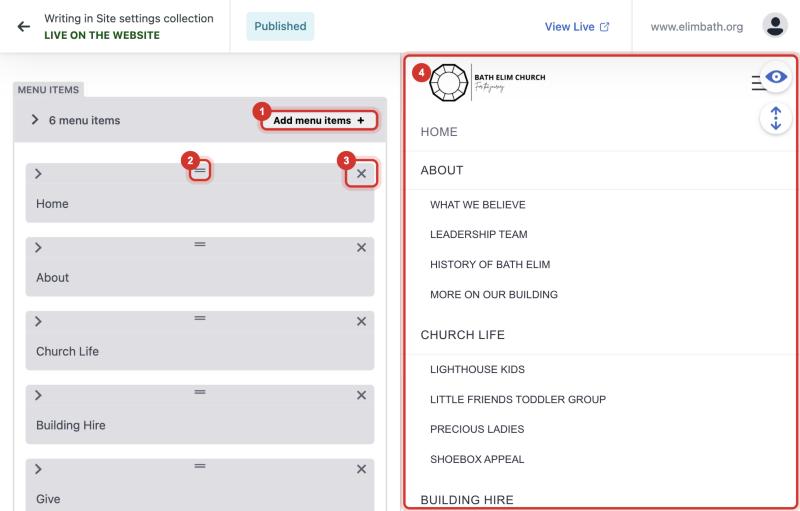 Writing in Site settings collection
LIVE ON THE WEBSITE
Published
View Live
www.elimbath.org
MENU ITEMS
6 menu items
1
Add menu items +
2
3
Home
About
Church Life
Building Hire
Give
4
BATH ELIM CHURCH
For the journey
HOME
ABOUT
WHAT WE BELIEVE
LEADERSHIP TEAM
HISTORY OF BATH ELIM
MORE ON OUR BUILDING
CHURCH LIFE
LIGHTHOUSE KIDS
LITTLE FRIENDS TODDLER GROUP
PRECIOUS LADIES
SHOEBOX APPEAL
BUILDING HIRE